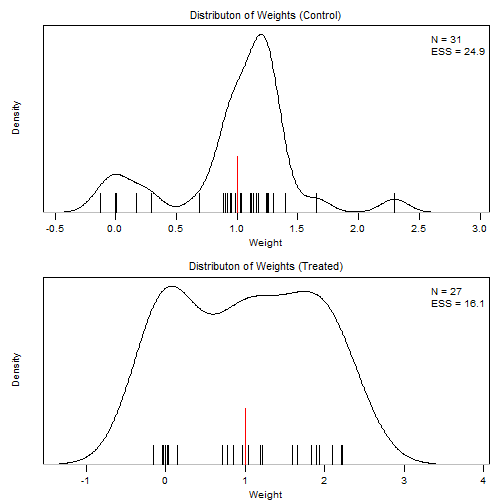 Distributon of Weights (Control)
N = 31
ESS = 24.9
Density
-0.5 0.0 0.5 1.0 1.5 2.0 2.5 3.0
Weight
Distributon of Weights (Treated)
N = 27
ESS = 16.1
Density
-1 0 1 2 3 4
Weight